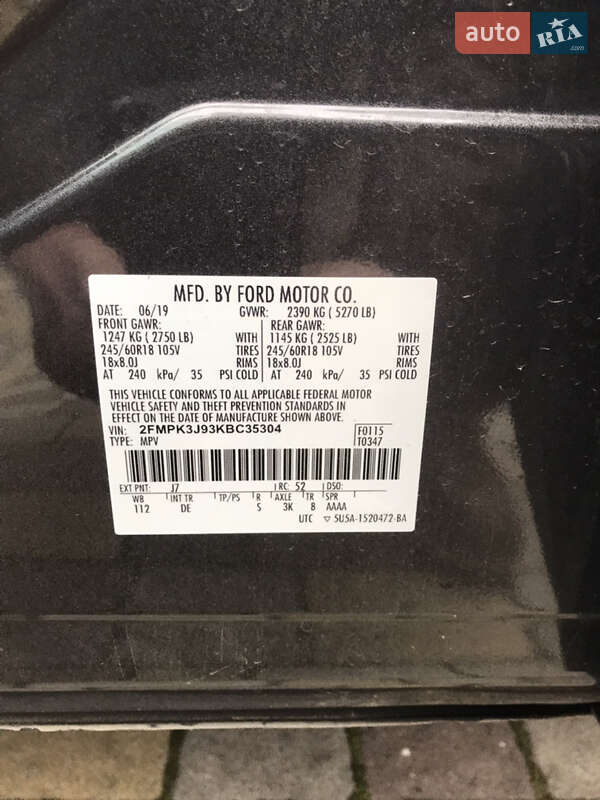 auto RIA .com
MFD. BY FORD MOTOR CO.
DATE: 06/19 GVWR: 2390 KG ( 5270 LB)
FRONT GAWR: REAR GAWR:
1247 KG ( 2750 LB) WITH 1145 KG ( 2525 LB) WITH
245/60R18 105V TIRES 245/60R18 105V TIRES
18x8.0J RIMS 18x8.0J RIMS
AT 240 kPa/ 35 PSI COLD AT 240 kPa/ 35 PSI COLD
THIS VEHICLE CONFORMS TO ALL APPLICABLE FEDERAL MOTOR
VEHICLE SAFETY AND THEFT PREVENTION STANDARDS IN
EFFECT ON THE DATE OF MANUFACTURE SHOWN ABOVE.
VIN: 2FMPK3J93KBC35304 F0115
TYPE: MPV T0347
EXT PNT: J7 RC: 52 DSO:
WB INT TR TP/PS R AXLE TR SPR
112 DE S 3K 8 AAAA
UTC ▽ 5U5A-1520472-BA